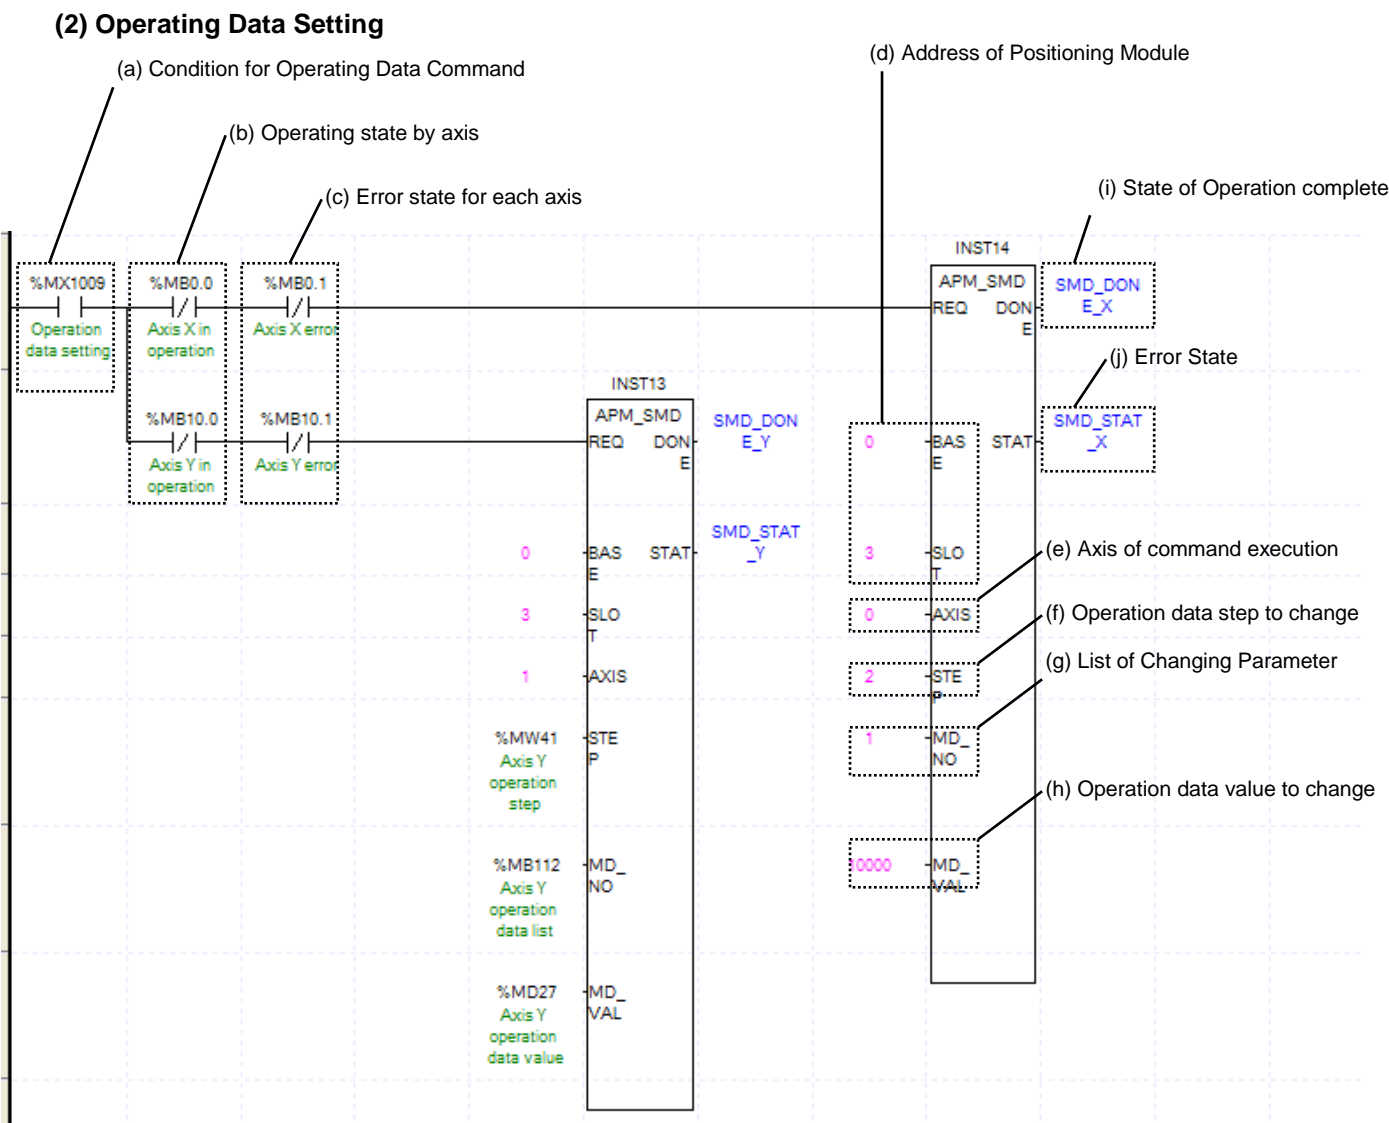 (2) Operating Data Setting
(d) Address of Positioning Module
(a) Condition for Operating Data Command
(b) Operating state by axis
(c) Error state for each axis
(i) State of Operation complete
INST14
%MX1009
%MB0.0
%MB0.1
APM_SMD
SMD_DON
E_X
REQ
DON
E
Operation
data setting
Axis X in
operation
Axis X error
(j) Error State
INST13
%MB10.0
%MB10.1
APM_SMD
SMD_DON
E_Y
REQ
DON
E
0
BAS
E
STAT
SMD_STAT
_X
Axis Y in
operation
Axis Y error
SMD_STAT
_Y
0
BAS
E
STAT
3
SLO
T
(e) Axis of command execution
3
SLO
T
0
AXIS
(f) Operation data step to change
(g) List of Changing Parameter
1
AXIS
2
STE
P
%MW41
Axis Y
operation
step
STE
P
1
MD_
NO
(h) Operation data value to change
%MB112
Axis Y
operation
data list
MD_
NO
10000
MD_
VAL
%MD27
Axis Y
operation
data value
MD_
VAL